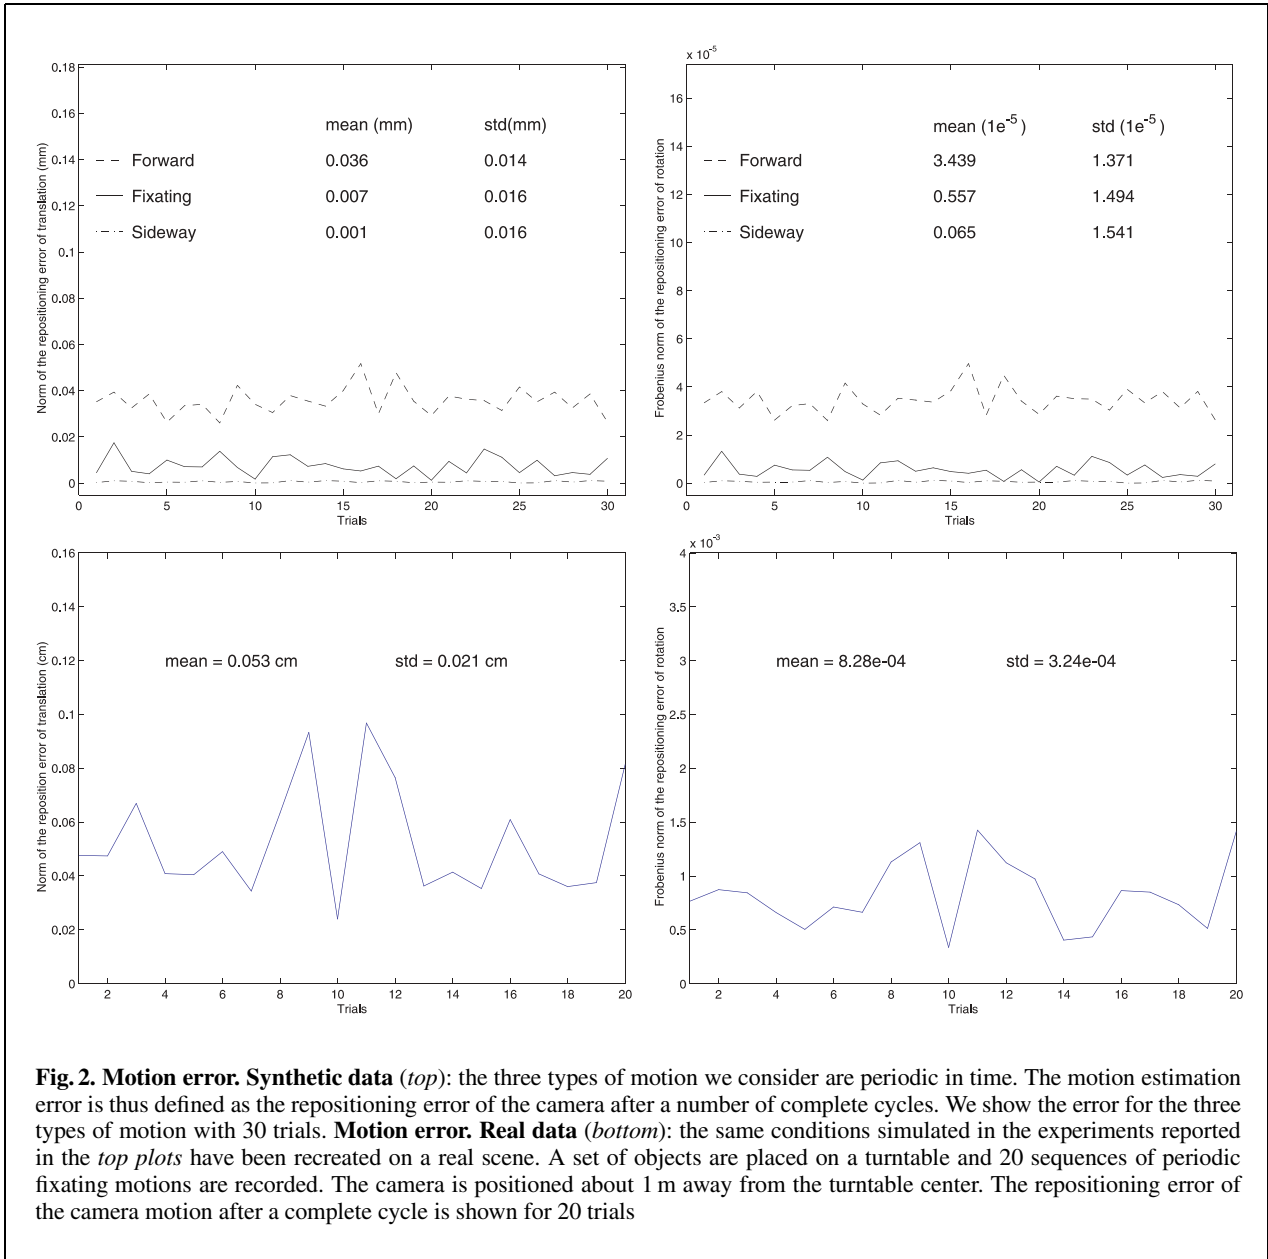 0.18
0.16
0.14
0.12
0.1
0.08
0.06
0.04
0.02
0
Norm of the repositioning error of translation (mm)
mean (mm) std(mm)
Forward 0.036 0.014
Fixating 0.007 0.016
Sideway 0.001 0.016
0 5 10 15 20 25 30
Trials
x 10-5
16
14
12
10
8
6
4
2
0
Frobenius norm of the repositioning error of rotation
mean (1e-5) std (1e-5)
Forward 3.439 1.371
Fixating 0.557 1.494
Sideway 0.065 1.541
0 5 10 15 20 25 30
Trials
0.16
0.14
0.12
0.1
0.08
0.06
0.04
0.02
0
Norm of the reposition error of translation (cm)
mean = 0.053 cm std = 0.021 cm
2 4 6 8 10 12 14 16 18 20
Trials
x 10-3
4
3.5
3
2.5
2
1.5
1
0.5
0
Frobenius norm of the repositioning error of rotation
mean = 8.28e-04 std = 3.24e-04
2 4 6 8 10 12 14 16 18 20
Trials
Fig. 2. Motion error. Synthetic data (top): the three types of motion we consider are periodic in time. The motion estimation
error is thus defined as the repositioning error of the camera after a number of complete cycles. We show the error for the three
types of motion with 30 trials. Motion error. Real data (bottom): the same conditions simulated in the experiments reported
in the top plots have been recreated on a real scene. A set of objects are placed on a turntable and 20 sequences of periodic
fixating motions are recorded. The camera is positioned about 1 m away from the turntable center. The repositioning error of
the camera motion after a complete cycle is shown for 20 trials